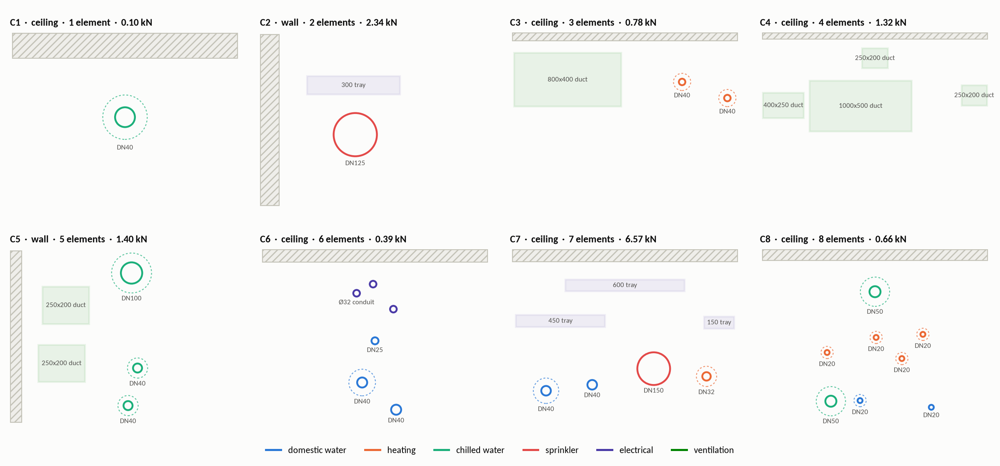 C1 · ceiling · 1 element · 0.10 kN
DN40
C2 · wall · 2 elements · 2.34 kN
300 tray
DN125
C3 · ceiling · 3 elements · 0.78 kN
800x400 duct
DN40
DN40
C4 · ceiling · 4 elements · 1.32 kN
250x200 duct
250x200 duct
400x250 duct
1000x500 duct
C5 · wall · 5 elements · 1.40 kN
DN100
250x200 duct
250x200 duct
DN40
DN40
C6 · ceiling · 6 elements · 0.39 kN
Ø32 conduit
DN25
DN40
DN40
C7 · ceiling · 7 elements · 6.57 kN
600 tray
450 tray
150 tray
DN150
DN32
DN40
DN40
C8 · ceiling · 8 elements · 0.66 kN
DN50
DN20
DN20
DN20
DN20
DN50
DN20
DN20
domestic water
heating
chilled water
sprinkler
electrical
ventilation